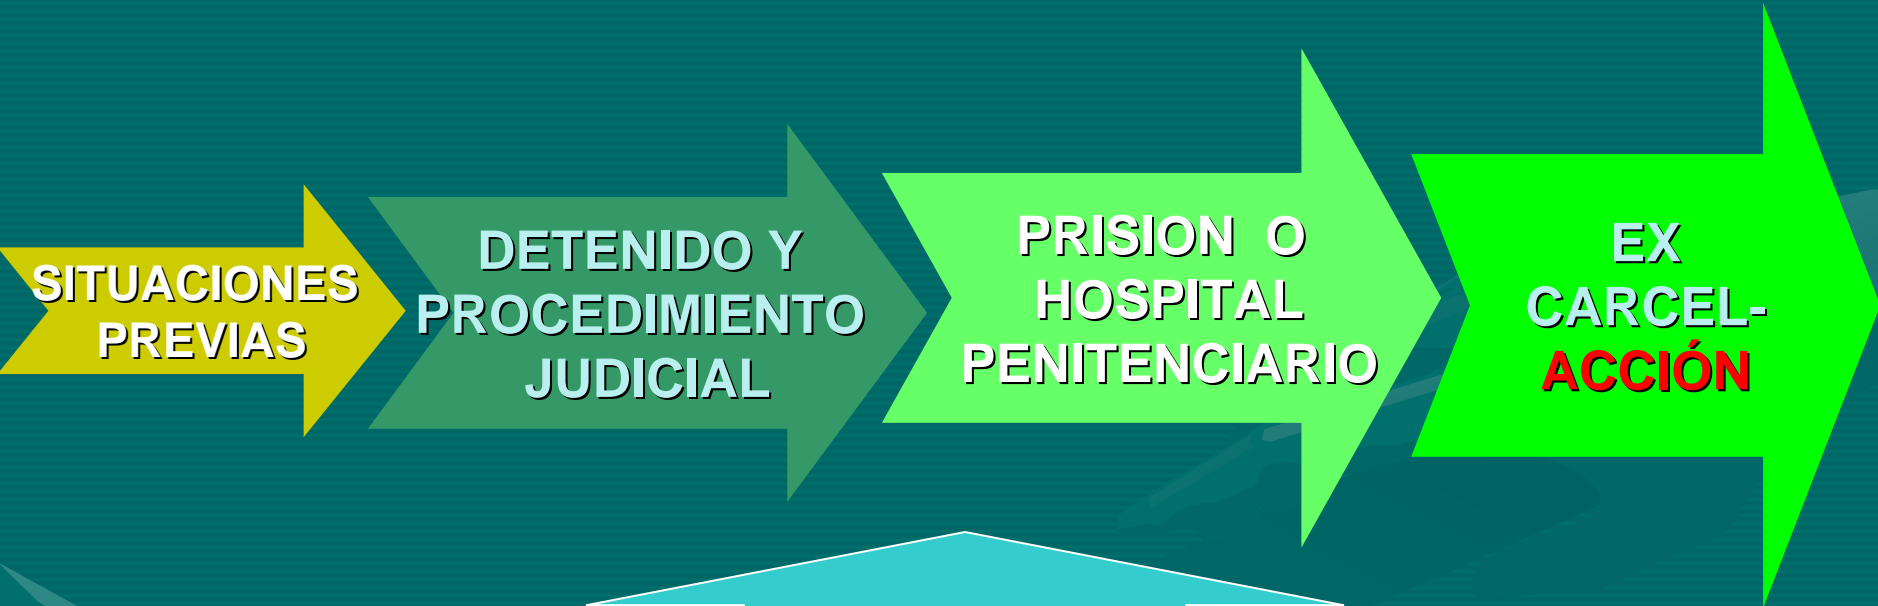 SITUACIONES
PREVIAS
DETENIDO Y
PROCEDIMIENTO
JUDICIAL
PRISION O
HOSPITAL
PENITENCIARIO
EX
CARCEL-
ACCIÓN